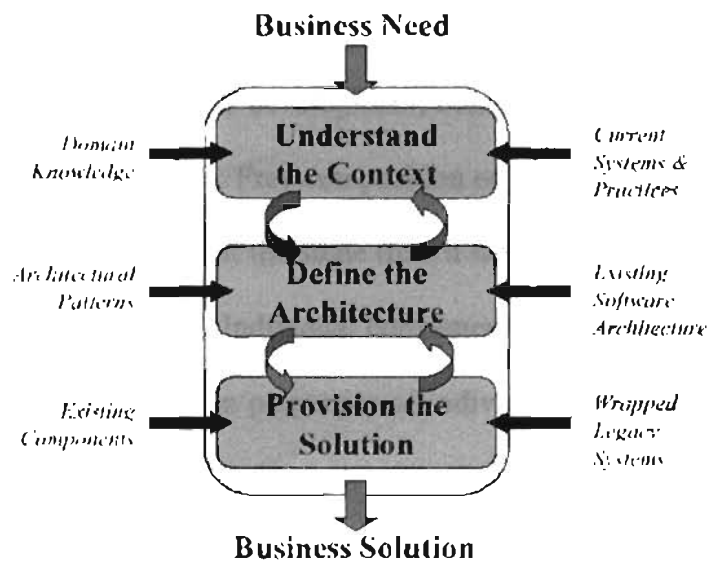 Business Need
Domain
Knowledge
Understand
the Context
Current
Systems &
Practices
Architectural
Patterns
Define the
Architecture
Existing
Software
Architecture
Existing
Components
Provision the
Solution
Wrapped
Legacy
Systems
Business Solution